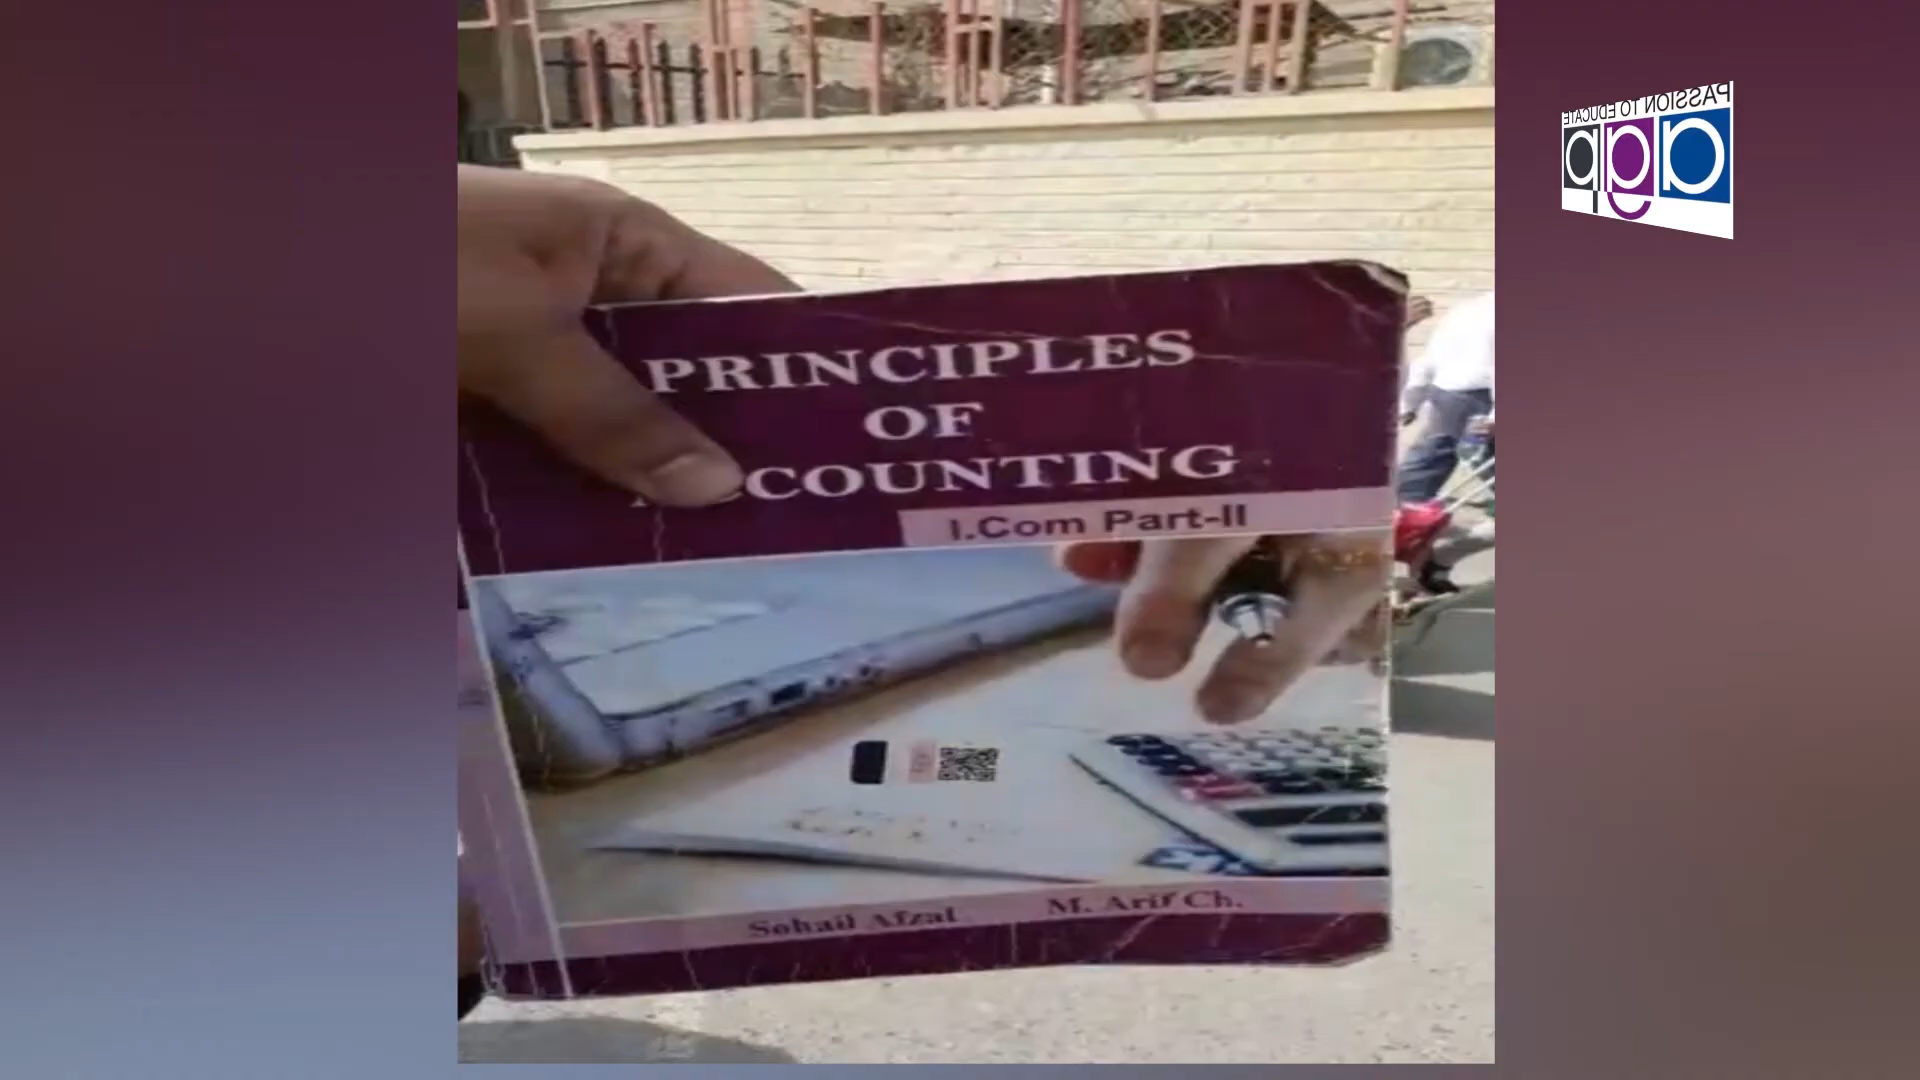 PRINCIPLES
OF
COUNTING
I.Com Part-II
Sohail Afzal M. Arif Ch.
PASSION TO EDUCATE